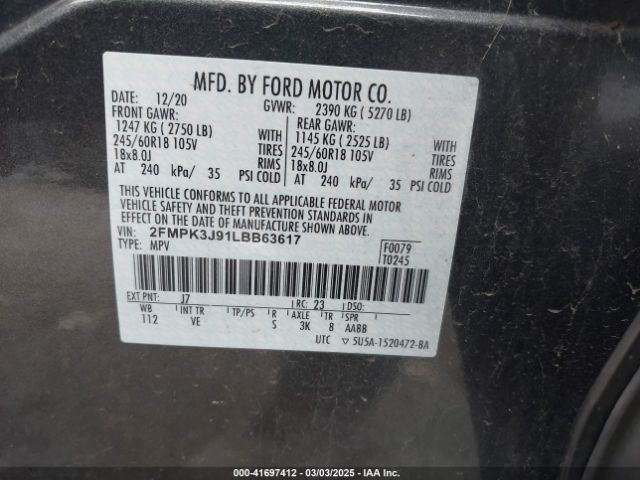 MFD. BY FORD MOTOR CO.
DATE: 12/20 GVWR: 2390 KG ( 5270 LB)
FRONT GAWR: REAR GAWR:
1247 KG ( 2750 LB) WITH 1145 KG ( 2525 LB) WITH
245/60R18 105V TIRES 245/60R18 105V TIRES
18x8.0J RIMS 18x8.0J RIMS
AT 240 kPa/ 35 PSI COLD AT 240 kPa/ 35 PSI COLD
THIS VEHICLE CONFORMS TO ALL APPLICABLE FEDERAL MOTOR
VEHICLE SAFETY AND THEFT PREVENTION STANDARDS IN
EFFECT ON THE DATE OF MANUFACTURE SHOWN ABOVE.
VIN: 2FMPK3J91LBB63617 F0079
TYPE: MPV T0245
EXT PNT: J7 RC: 23 DSO:
WB INT TR TP/PS R AXLE TR SPR
112 VE S 3K 8 AABB
UTC ▽ 5U5A-1520472-BA
000-41697412 - 03/03/2025 - IAA Inc.